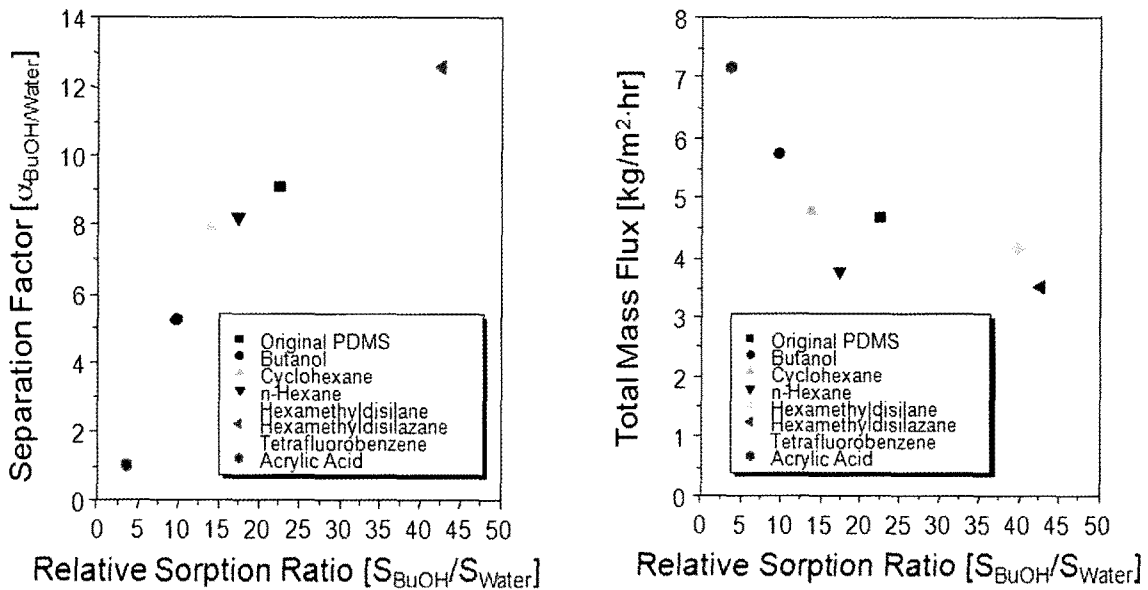 Separation Factor [αBuOH/Water]
14
12
10
8
6
4
2
0
Original PDMS
Butanol
Cyclohexane
n-Hexane
Hexamethyldisilane
Hexamethyldisilazane
Tetrafluorobenzene
Acrylic Acid
0 5 10 15 20 25 30 35 40 45 50
Relative Sorption Ratio [SBuOH/SWater]
Total Mass Flux [kg/m²·hr]
8
7
6
5
4
3
2
1
0
Original PDMS
Butanol
Cyclohexane
n-Hexane
Hexamethyldisilane
Hexamethyldisilazane
Tetrafluorobenzene
Acrylic Acid
0 5 10 15 20 25 30 35 40 45 50
Relative Sorption Ratio [SBuOH/SWater]